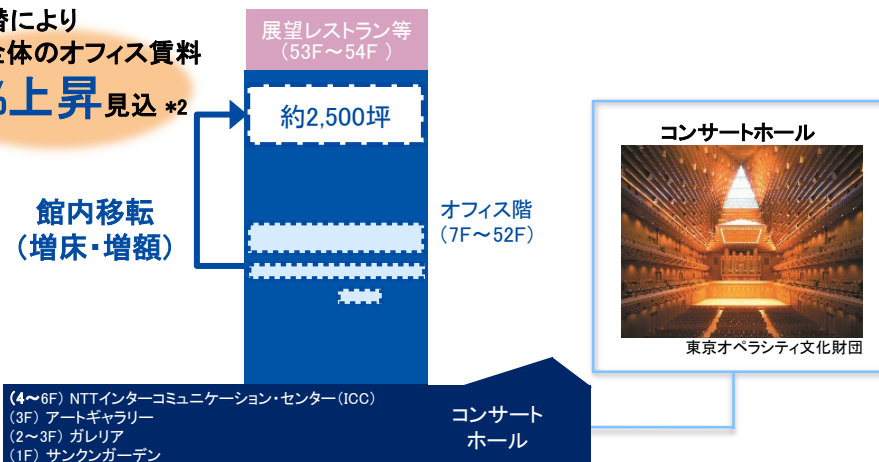 替により
全体のオフィス賃料
%上昇見込 *2
展望レストラン等
(53F～54F )
約2,500坪
館内移転
(増床・増額)
オフィス階
(7F～52F)
コンサートホール
東京オペラシティ文化財団
(4～6F) NTTインターコミュニケーション・センター(ICC)
(3F) アートギャラリー
(2～3F) ガレリア
(1F) サンクンガーデン
コンサート
ホール